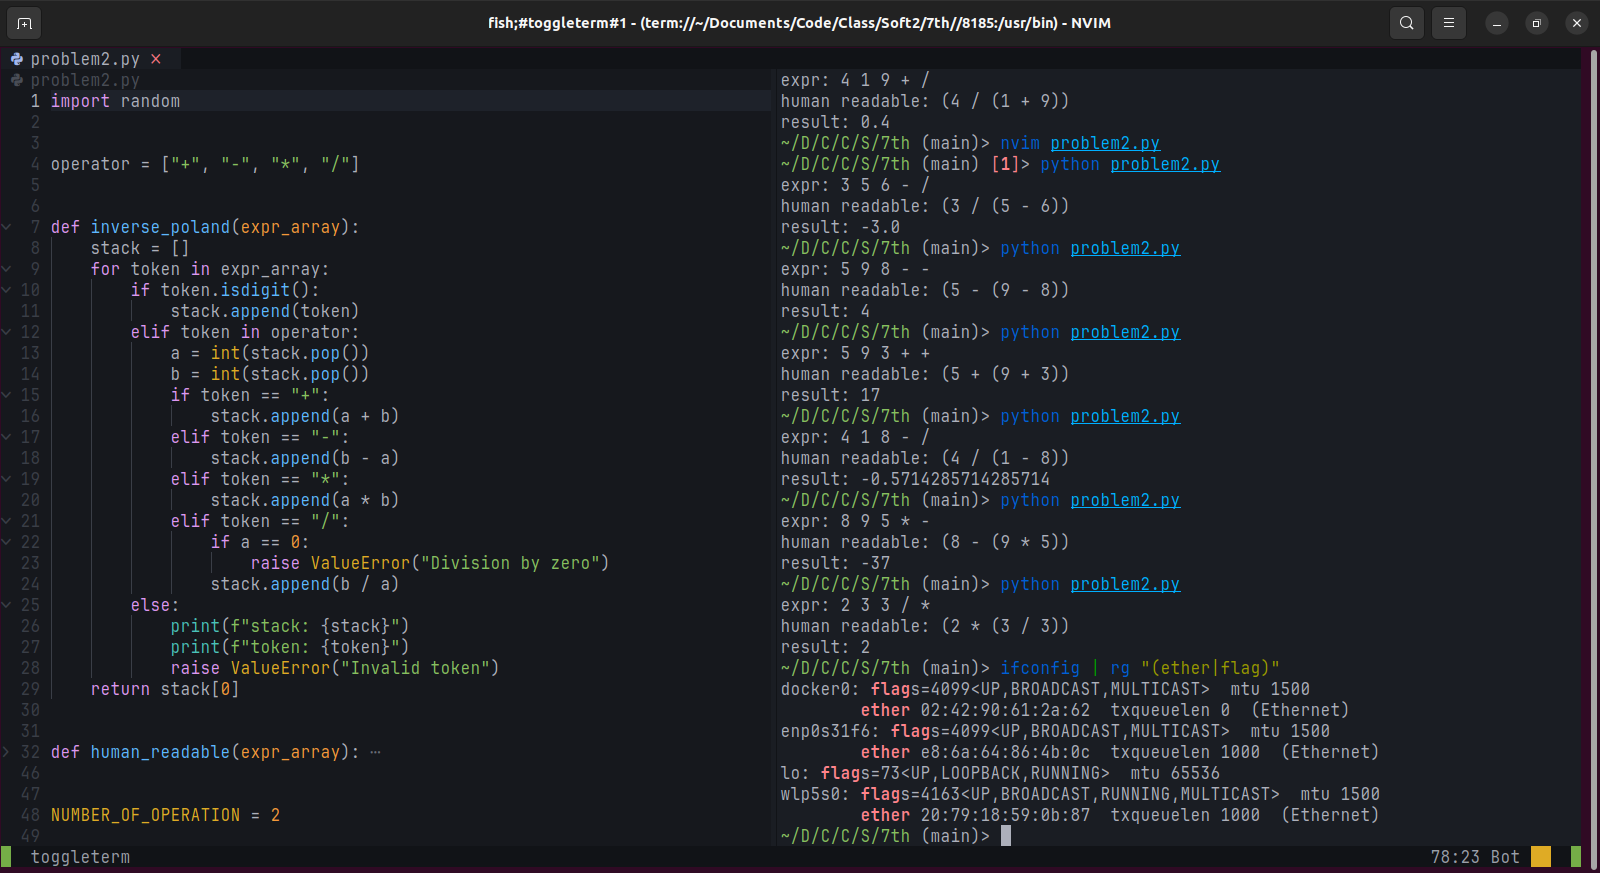 fish;#toggleterm#1 - (term://~/Documents/Code/Class/Soft2/7th//8185:/usr/bin) - NVIM
problem2.py ×
problem2.py
1 import random
2
3
4 operator = ["+", "-", "*", "/"]
5
6
7 def inverse_poland(expr_array):
8 stack = []
9 for token in expr_array:
10 if token.isdigit():
11 stack.append(token)
12 elif token in operator:
13 a = int(stack.pop())
14 b = int(stack.pop())
15 if token == "+":
16 stack.append(a + b)
17 elif token == "-":
18 stack.append(b - a)
19 elif token == "*":
20 stack.append(a * b)
21 elif token == "/":
22 if a == 0:
23 raise ValueError("Division by zero")
24 stack.append(b / a)
25 else:
26 print(f"stack: {stack}")
27 print(f"token: {token}")
28 raise ValueError("Invalid token")
29 return stack[0]
30
31
32 def human_readable(expr_array): ⋯
46
47
48 NUMBER_OF_OPERATION = 2
49
expr: 4 1 9 + /
human readable: (4 / (1 + 9))
result: 0.4
~/D/C/C/S/7th (main)> nvim problem2.py
~/D/C/C/S/7th (main) [1]> python problem2.py
expr: 3 5 6 - /
human readable: (3 / (5 - 6))
result: -3.0
~/D/C/C/S/7th (main)> python problem2.py
expr: 5 9 8 - -
human readable: (5 - (9 - 8))
result: 4
~/D/C/C/S/7th (main)> python problem2.py
expr: 5 9 3 + +
human readable: (5 + (9 + 3))
result: 17
~/D/C/C/S/7th (main)> python problem2.py
expr: 4 1 8 - /
human readable: (4 / (1 - 8))
result: -0.5714285714285714
~/D/C/C/S/7th (main)> python problem2.py
expr: 8 9 5 * -
human readable: (8 - (9 * 5))
result: -37
~/D/C/C/S/7th (main)> python problem2.py
expr: 2 3 3 / *
human readable: (2 * (3 / 3))
result: 2
~/D/C/C/S/7th (main)> ifconfig | rg "(ether|flag)"
docker0: flags=4099<UP,BROADCAST,MULTICAST>  mtu 1500
ether 02:42:90:61:2a:62  txqueuelen 0  (Ethernet)
enp0s31f6: flags=4099<UP,BROADCAST,MULTICAST>  mtu 1500
ether e8:6a:64:86:4b:0c  txqueuelen 1000  (Ethernet)
lo: flags=73<UP,LOOPBACK,RUNNING>  mtu 65536
wlp5s0: flags=4163<UP,BROADCAST,RUNNING,MULTICAST>  mtu 1500
ether 20:79:18:59:0b:87  txqueuelen 1000  (Ethernet)
~/D/C/C/S/7th (main)>
toggleterm
78:23 Bot